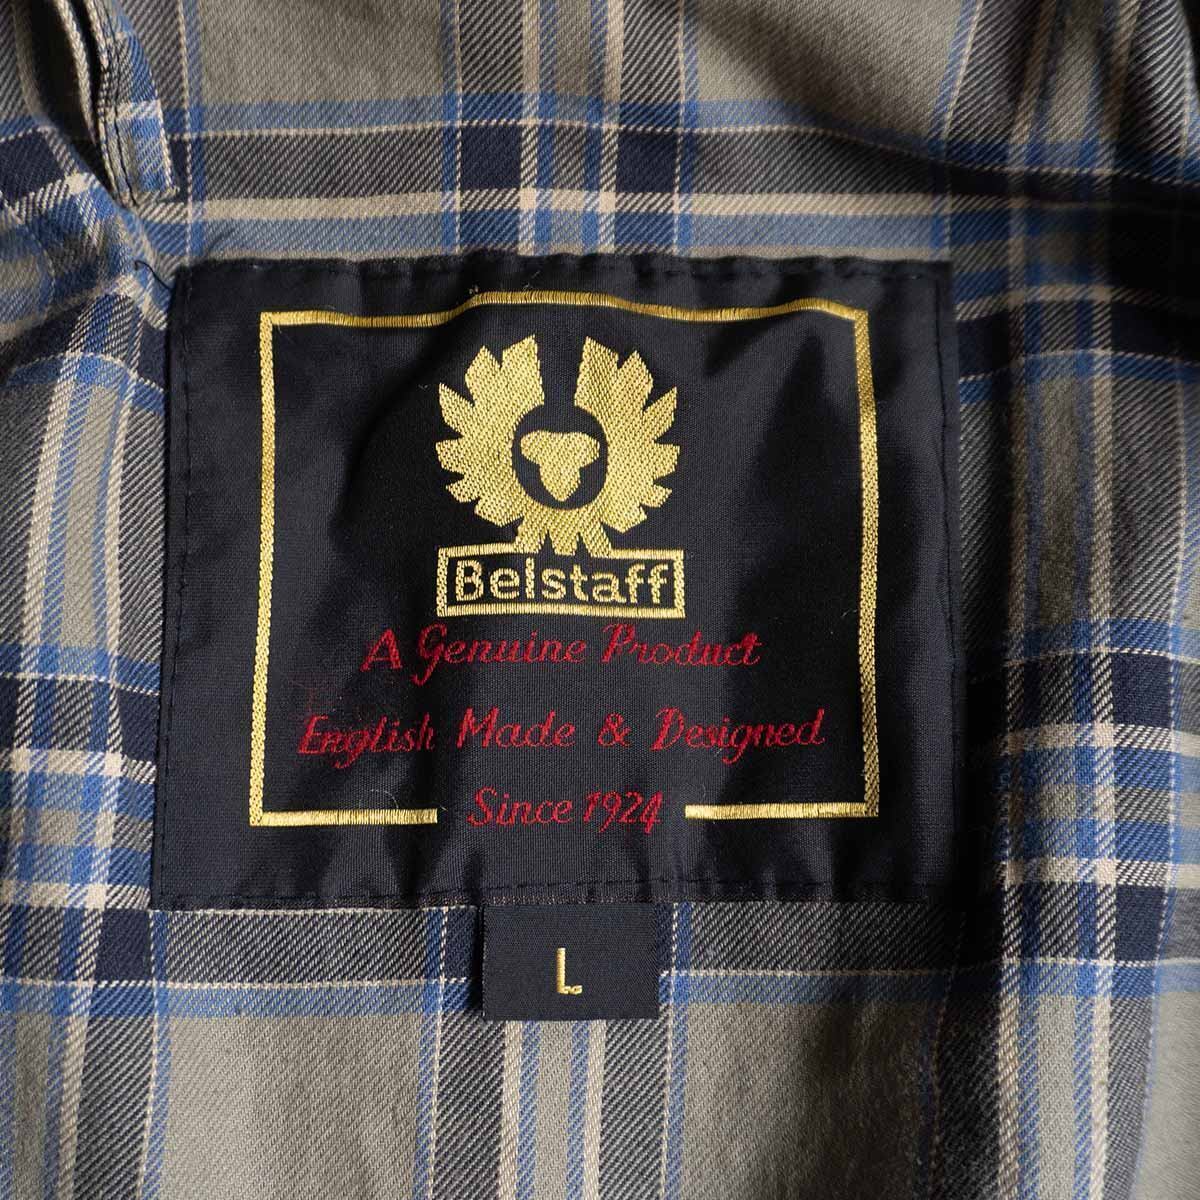 Belstaff
A Genuine Product
English Made & Designed
Since 1924
L